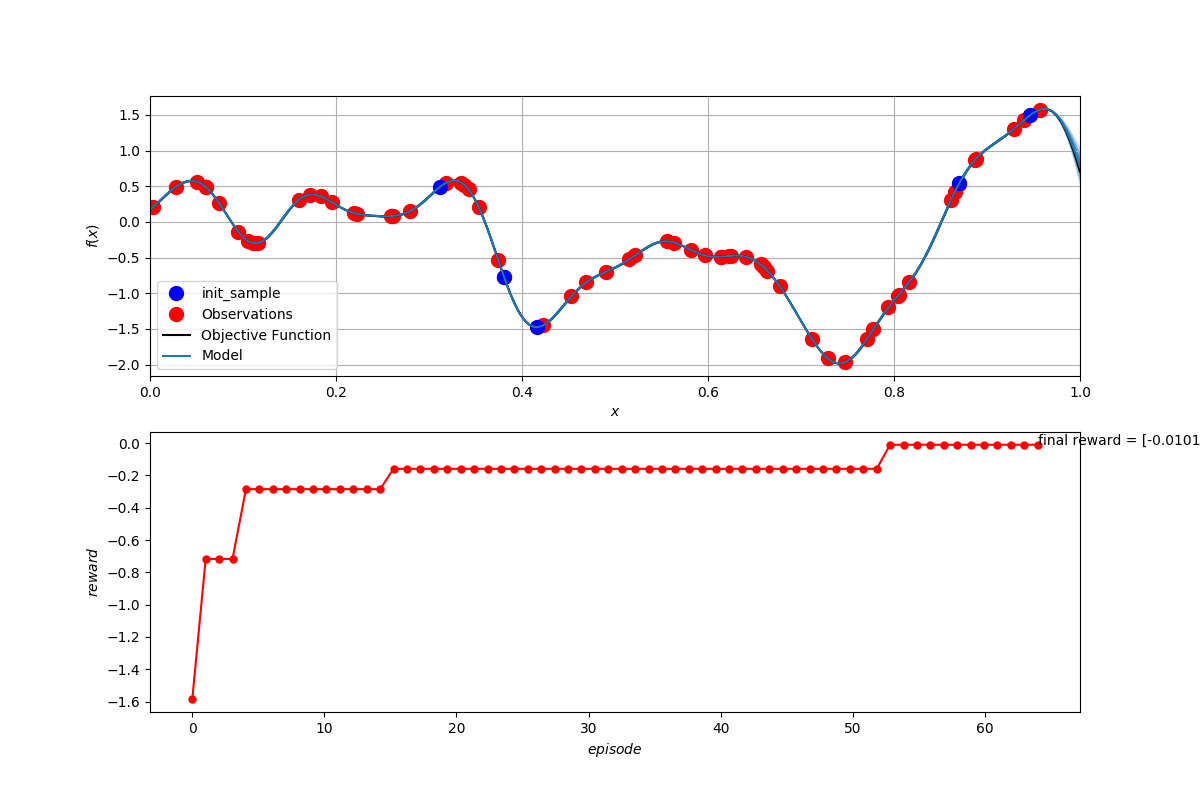 1.5
1.0
0.5
0.0
−0.5
−1.0
−1.5
−2.0
f(x)
init_sample
Observations
Objective Function
Model
0.0 0.2 0.4 0.6 0.8 1.0
x
0.0
−0.2
−0.4
−0.6
−0.8
−1.0
−1.2
−1.4
−1.6
reward
final reward = [-0.0101
0 10 20 30 40 50 60
episode